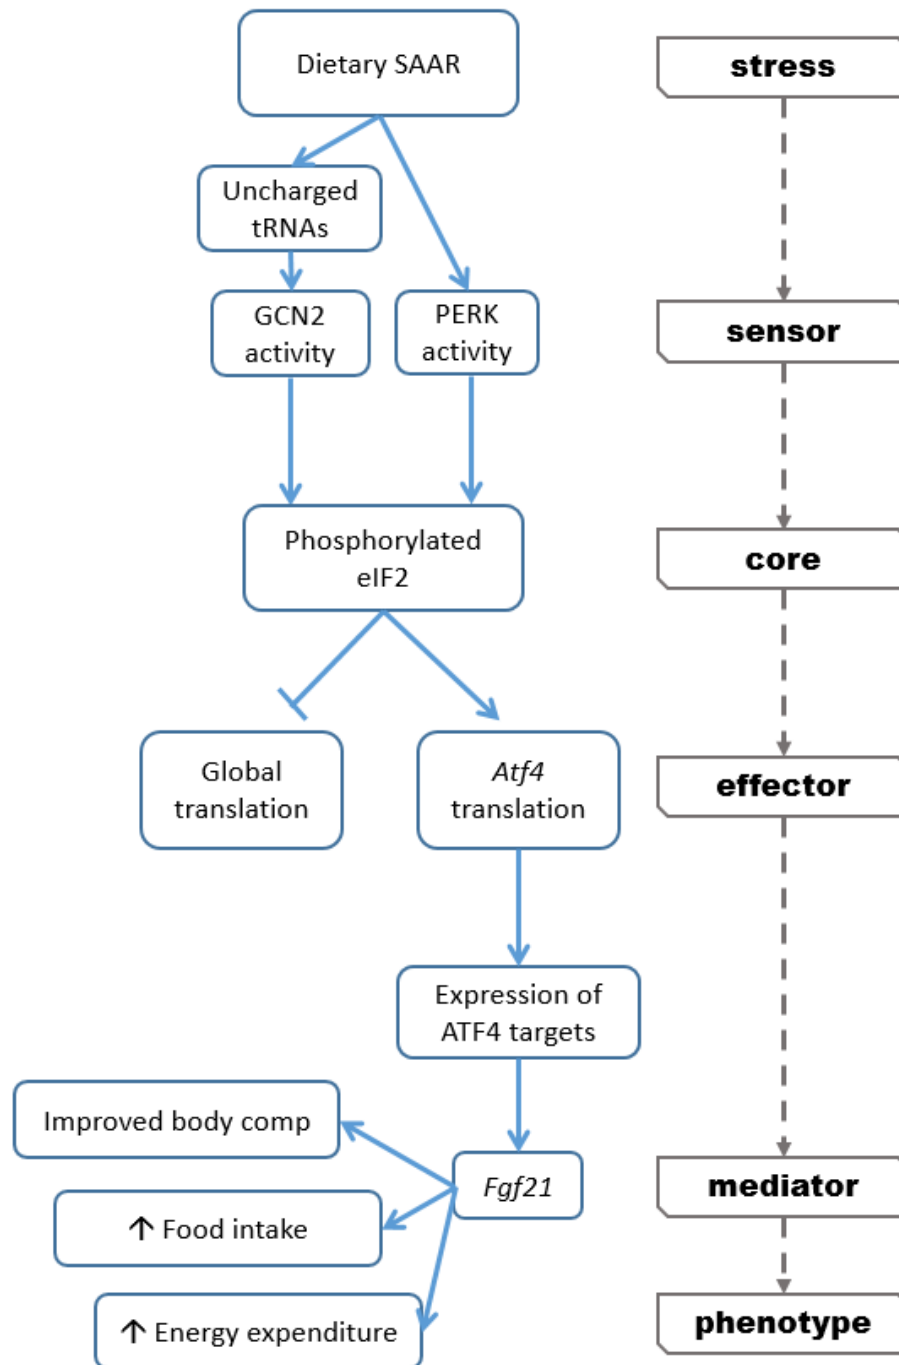 Dietary SAAR
stress
Uncharged
tRNAs
GCN2
activity
PERK
activity
sensor
Phosphorylated
eIF2
core
Global
translation
Atf4
translation
effector
Expression of
ATF4 targets
Improved body comp
Fgf21
mediator
↑ Food intake
↑ Energy expenditure
phenotype